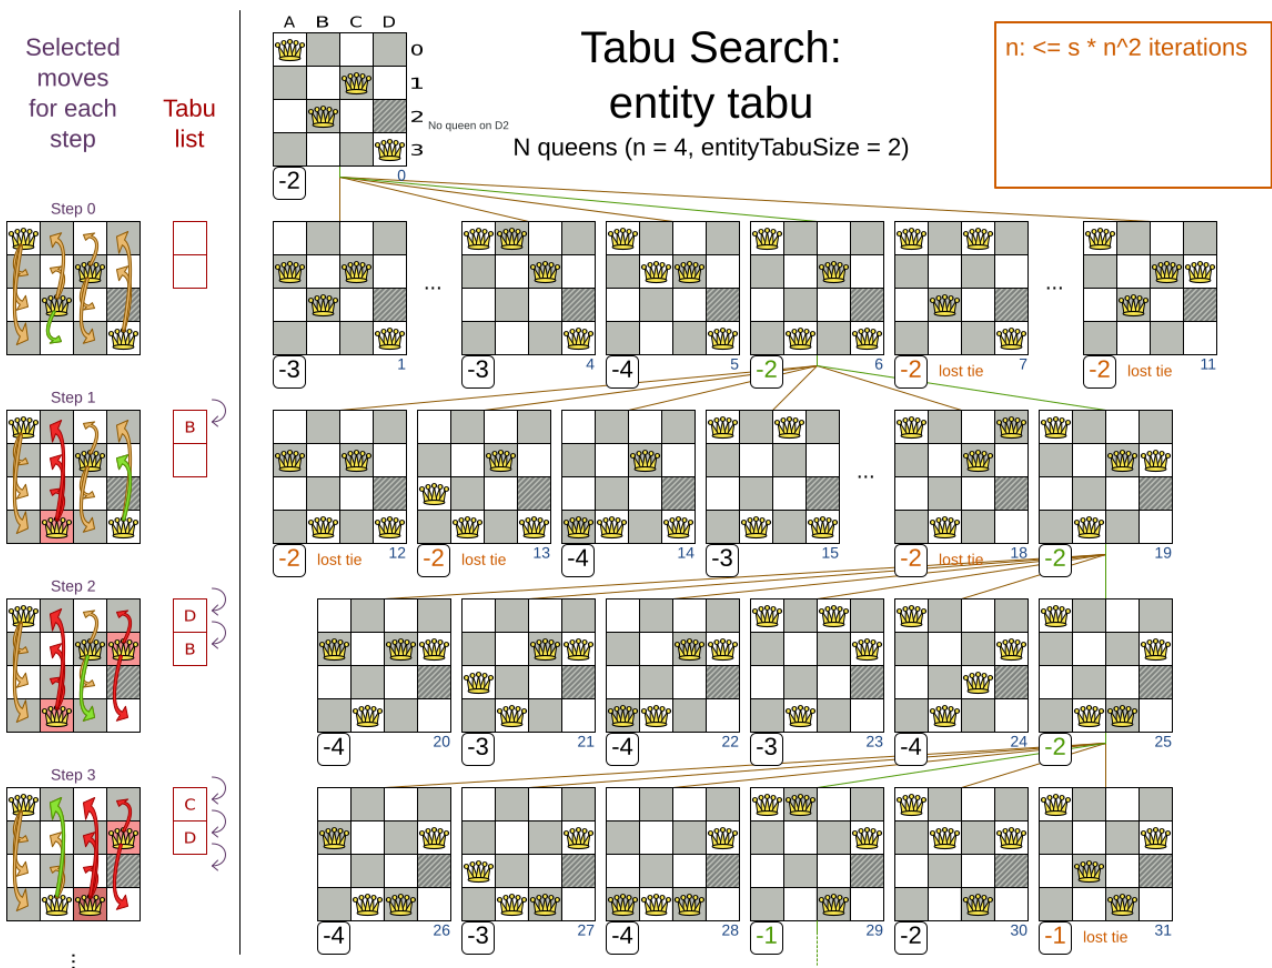 Selected
moves
for each
step
Tabu
list
A B C D
0
1
2
3
No queen on D2
-2
0
Tabu Search:
entity tabu
N queens (n = 4, entityTabuSize = 2)
n: <= s * n^2 iterations
Step 0
-3 1
...
-3 4
-4 5
-2 6
-2 lost tie 7
...
-2 lost tie 11
Step 1
B
-2 lost tie 12
-2 lost tie 13
-4 14
-3 15
...
-2 lost tie 18
-2 19
Step 2
D
B
-4 20
-3 21
-4 22
-3 23
-4 24
-2 25
Step 3
C
D
-4 26
-3 27
-4 28
-1 29
-2 30
-1 lost tie 31
...